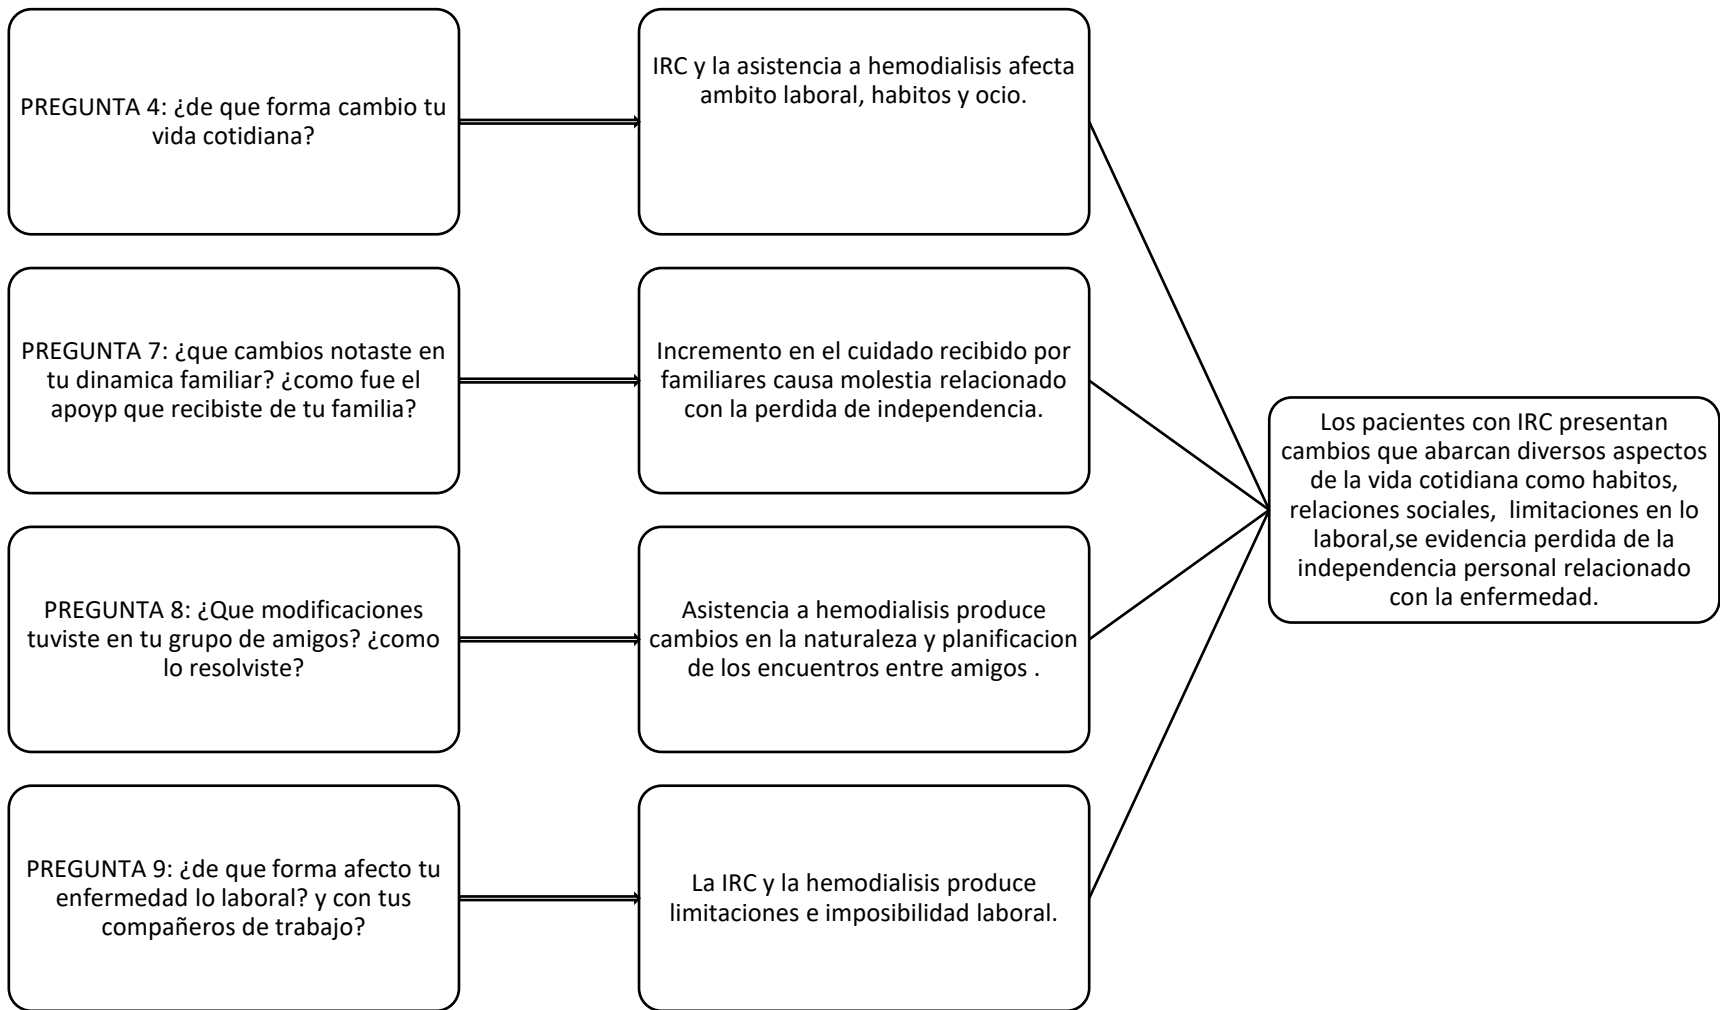 PREGUNTA 4: ¿de que forma cambio tu
vida cotidiana?
IRC y la asistencia a hemodialisis afecta
ambito laboral, habitos y ocio.
PREGUNTA 7: ¿que cambios notaste en
tu dinamica familiar? ¿como fue el
apoyp que recibiste de tu familia?
Incremento en el cuidado recibido por
familiares causa molestia relacionado
con la perdida de independencia.
PREGUNTA 8: ¿Que modificaciones
tuviste en tu grupo de amigos? ¿como
lo resolviste?
Asistencia a hemodialisis produce
cambios en la naturaleza y planificacion
de los encuentros entre amigos .
PREGUNTA 9: ¿de que forma afecto tu
enfermedad lo laboral? y con tus
compañeros de trabajo?
La IRC y la hemodialisis produce
limitaciones e imposibilidad laboral.
Los pacientes con IRC presentan
cambios que abarcan diversos aspectos
de la vida cotidiana como habitos,
relaciones sociales,  limitaciones en lo
laboral,se evidencia perdida de la
independencia personal relacionado
con la enfermedad.